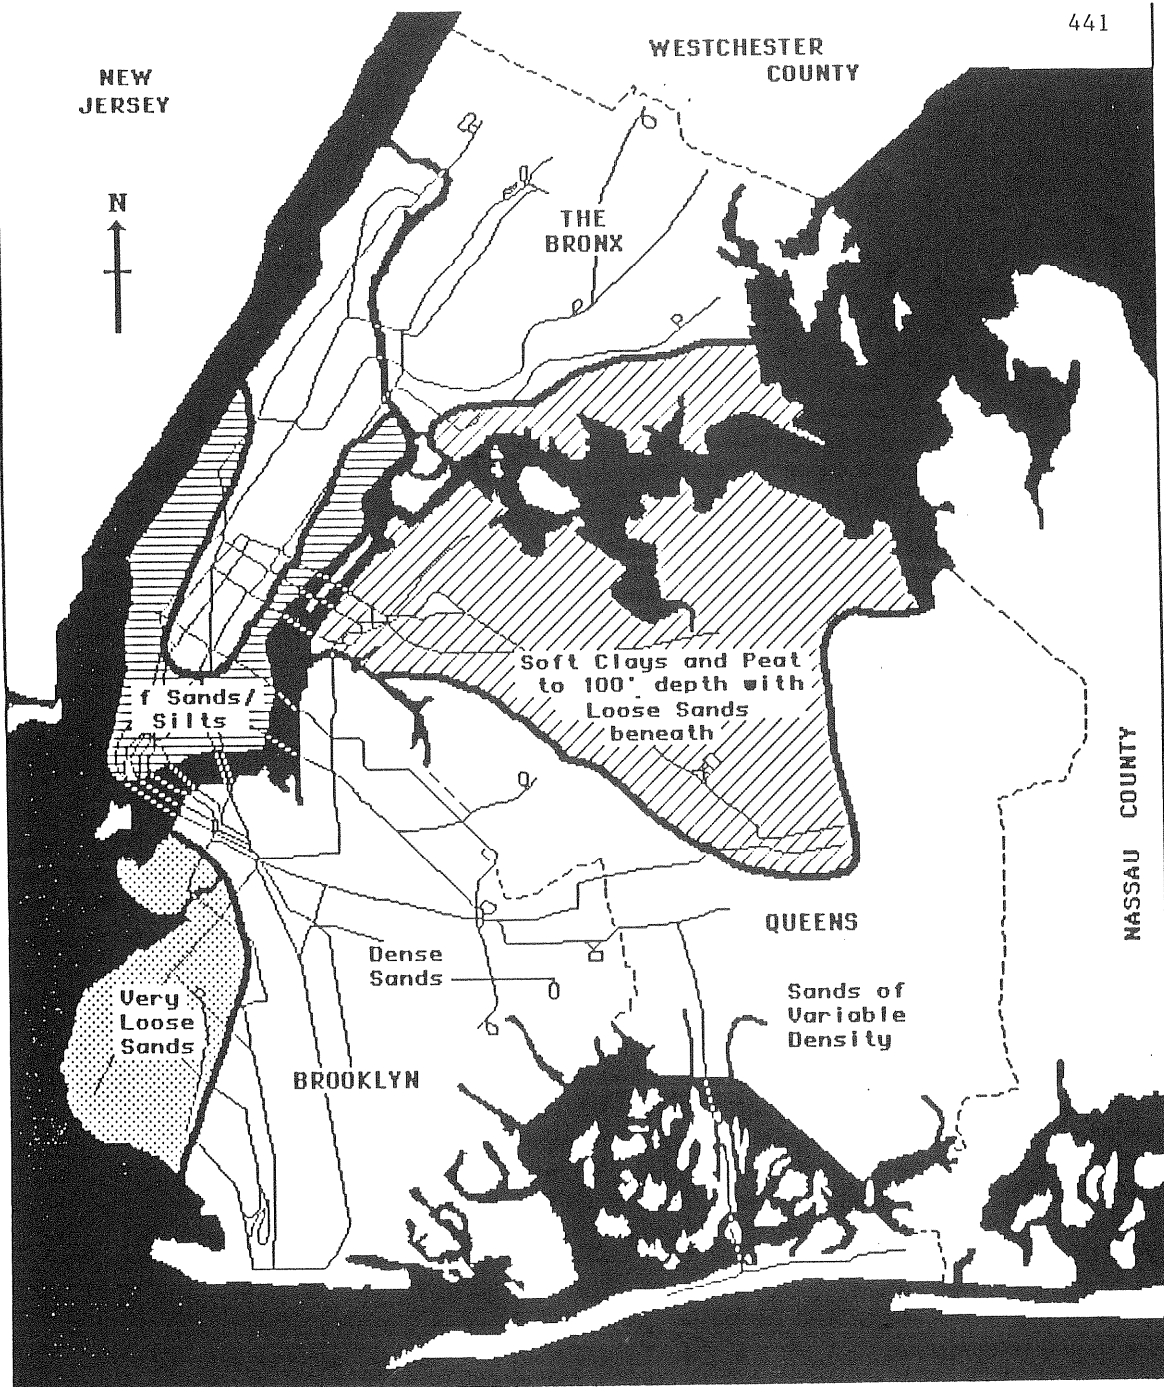 441
WESTCHESTER
COUNTY
NEW
JERSEY
N
THE
BRONX
Soft Clays and Peat
to 100' depth with
Loose Sands
beneath
f Sands/
Silts
NASSAU COUNTY
QUEENS
Dense
Sands
Sands of
Variable
Density
Very
Loose
Sands
BROOKLYN